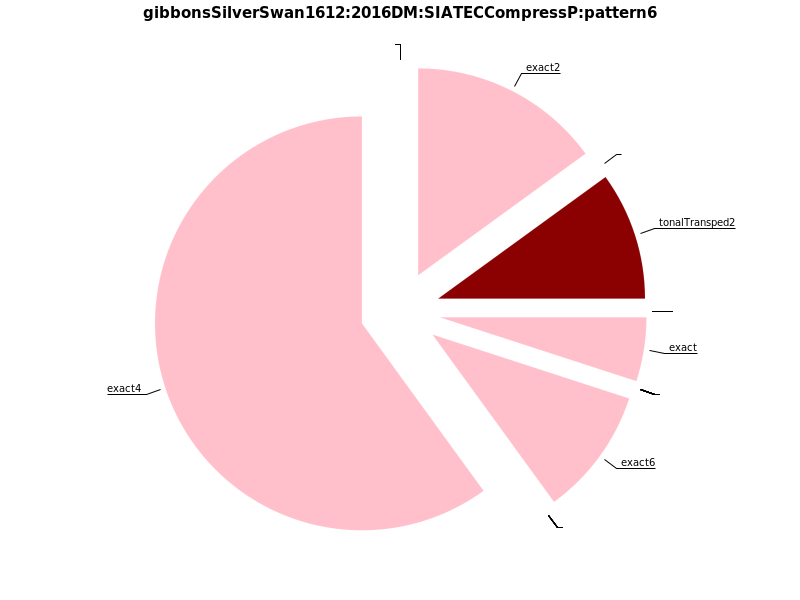 gibbonsSilverSwan1612:2016DM:SIATECCompressP:pattern6
exact2
tonalTransped2
exact
exact4
exact6